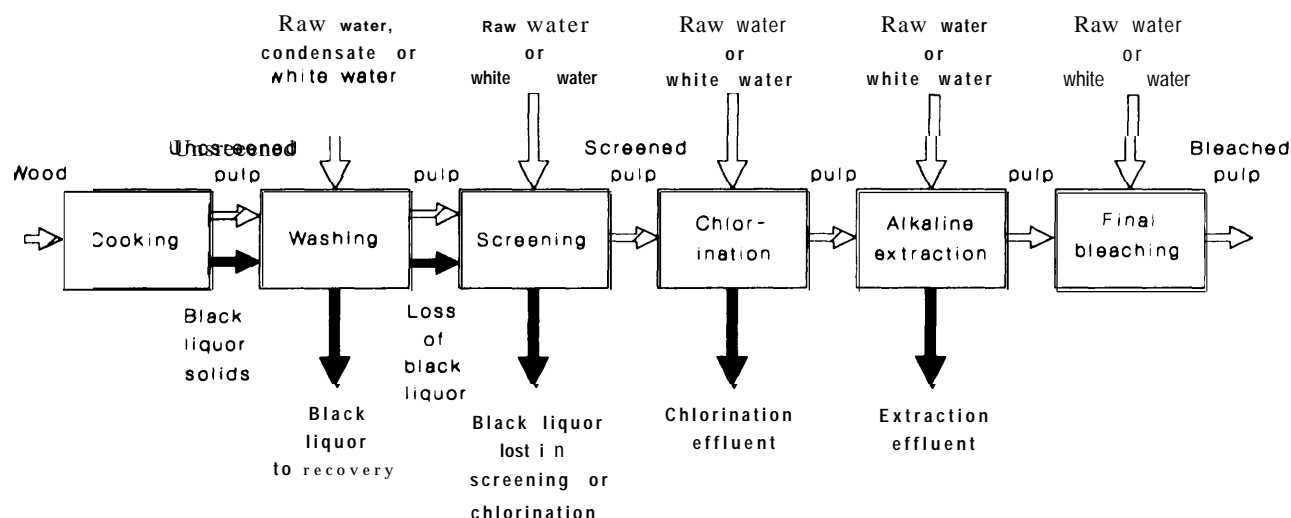 Raw water,
condensate or
white water
Raw water
or
white water
Raw water
or
white water
Raw water
or
white water
Raw water
or
white water
Wood
Unscreened
pulp
pulp
Screened
pulp
pulp
pulp
Bleached
pulp
Cooking
Washing
Screening
Chlor-
ination
Alkaline
extraction
Final
bleaching
Black
liquor
solids
Loss
of
black
liquor
Black
liquor
to recovery
Black liquor
lost in
screening or
chlorination
Chlorination
effluent
Extraction
effluent